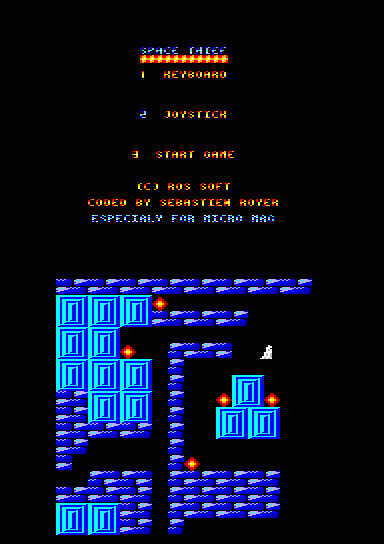 SPACE THIEF
1 KEYBOARD
2 JOYSTICK
3 START GAME
(C) ROS SOFT
CODED BY SEBASTIEN ROYER
ESPECIALY FOR MICRO MAG